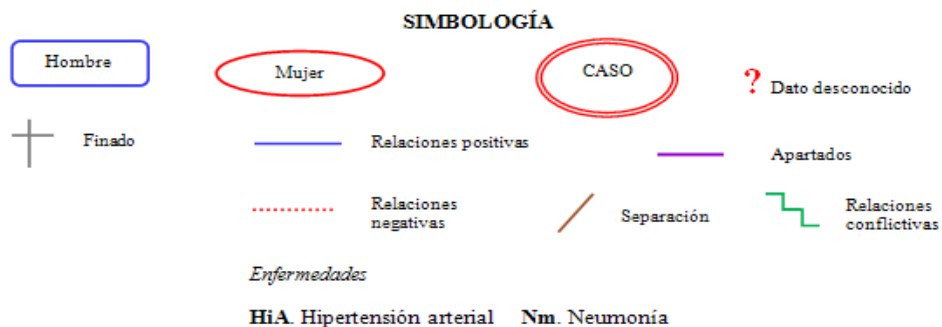 SIMBOLOGÍA
Hombre
Mujer
CASO
? Dato desconocido
Finado
Relaciones positivas
Apartados
Relaciones
negativas
Separación
Relaciones
conflictivas
Enfermedades
HiA. Hipertensión arterial Nm. Neumonía